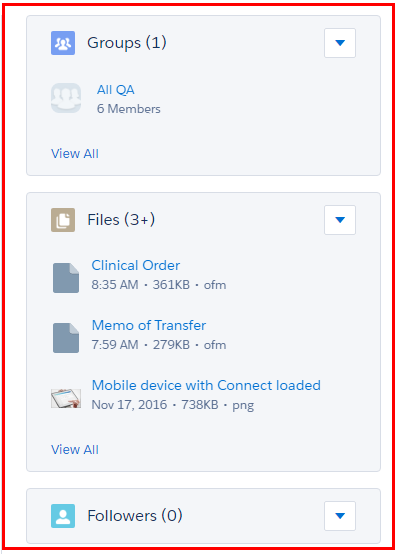 Groups (1)
All QA
6 Members
View All
Files (3+)
Clinical Order
8:35 AM • 361KB • ofm
Memo of Transfer
7:59 AM • 279KB • ofm
Mobile device with Connect loaded
Nov 17, 2016 • 738KB • png
View All
Followers (0)